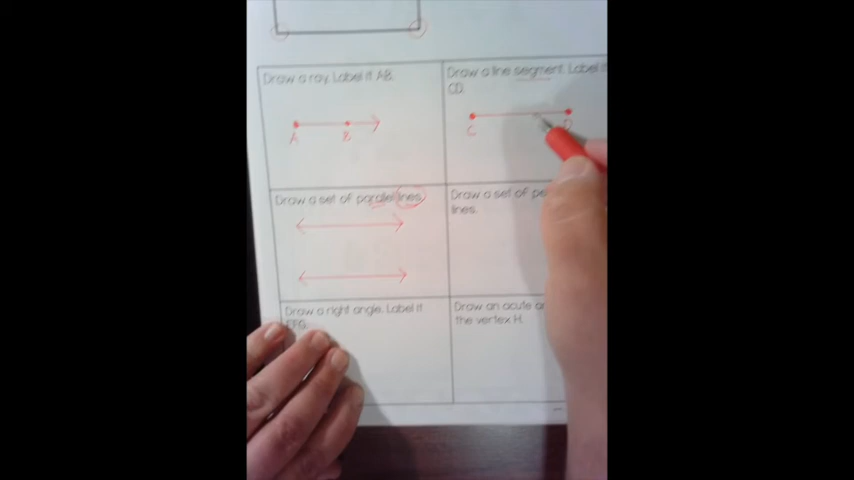 Draw a ray. Label it AB.
A B
Draw a line segment. Label it
CD.
C D
Draw a set of parallel lines.
Draw a set of
lines.
Draw a right angle. Label it
EFG.
Draw an acute
the vertex H.